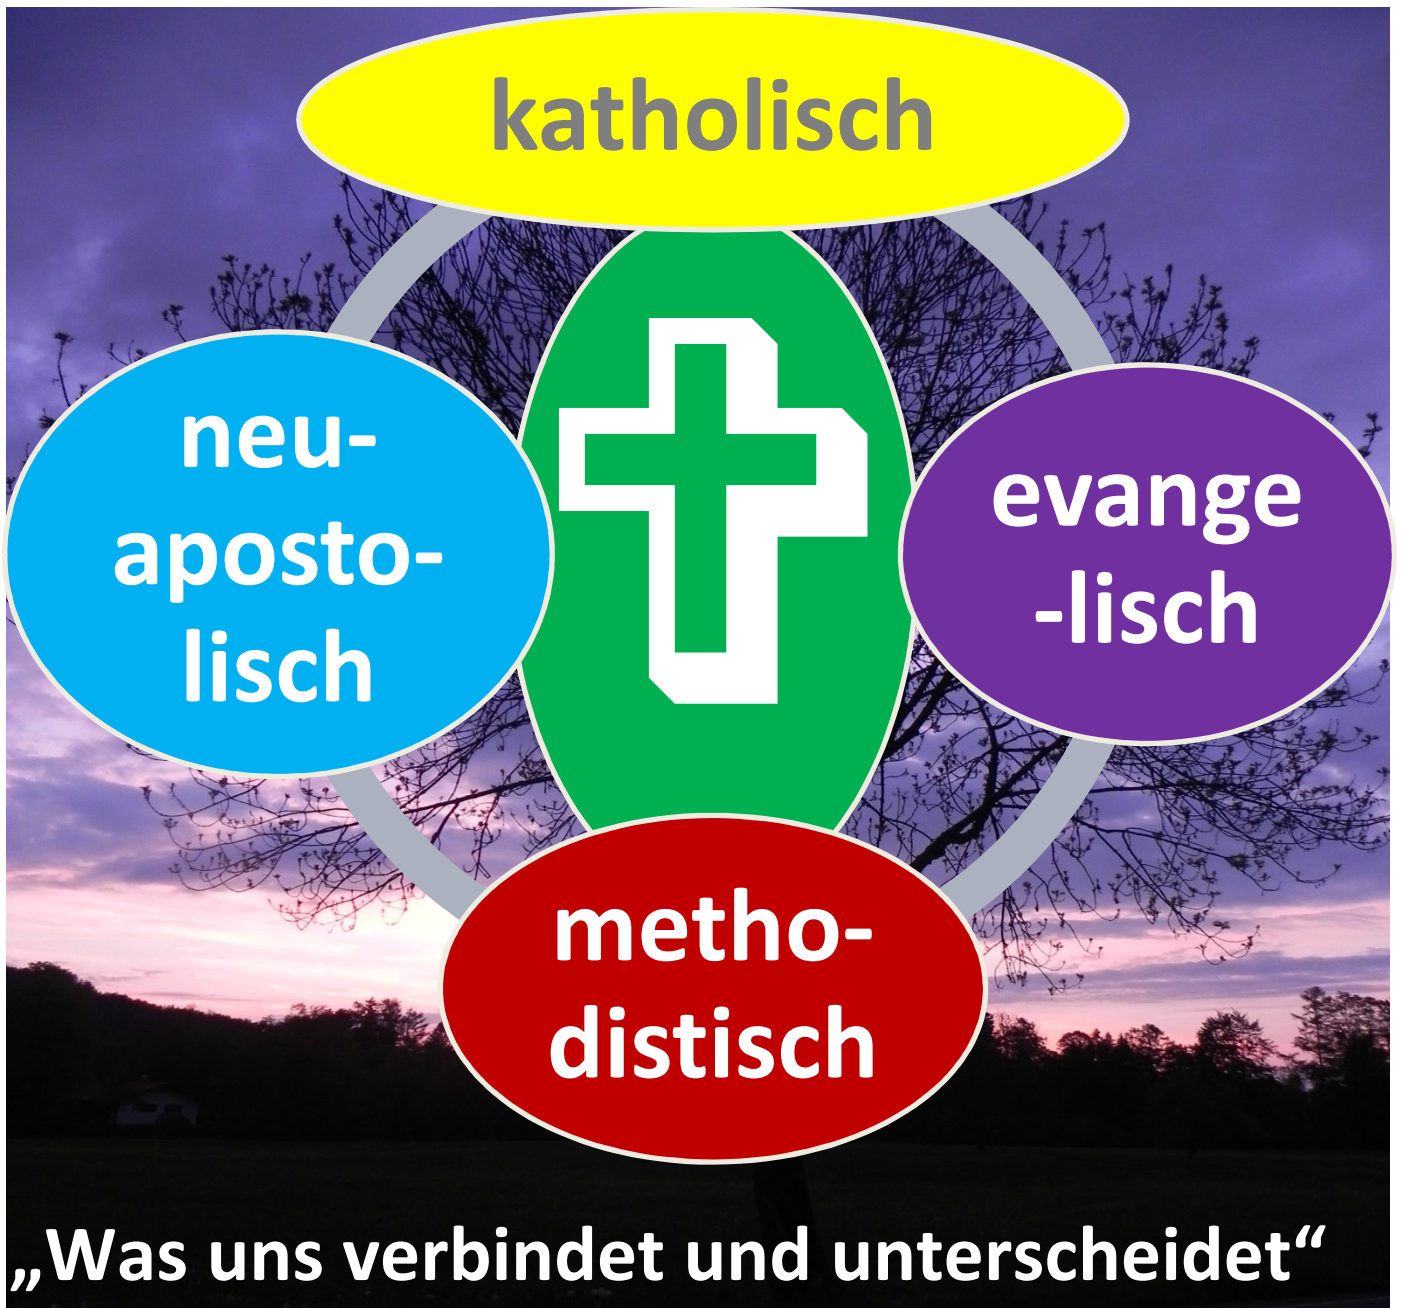 katholisch
neu-
aposto-
lisch
evange
-lisch
metho-
distisch
„Was uns verbindet und unterscheidet“